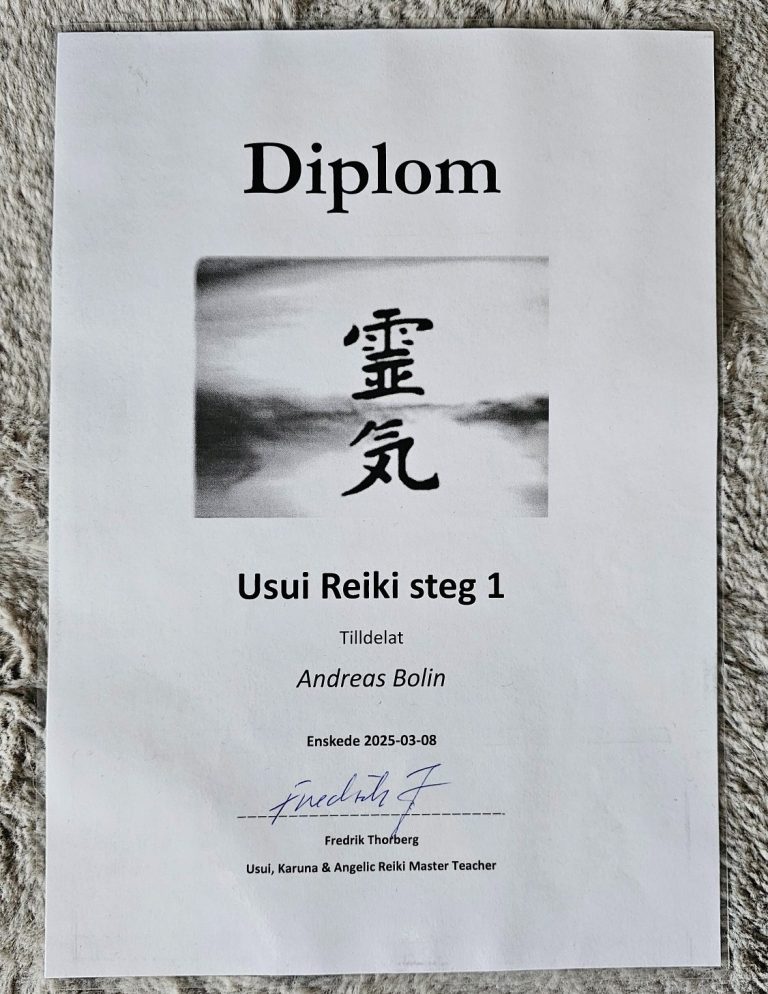 Diplom
霊
気
Usui Reiki steg 1
Tilldelat
Andreas Bolin
Enskede 2025-03-08
Fredrik T
Fredrik Thorberg
Usui, Karuna & Angelic Reiki Master Teacher